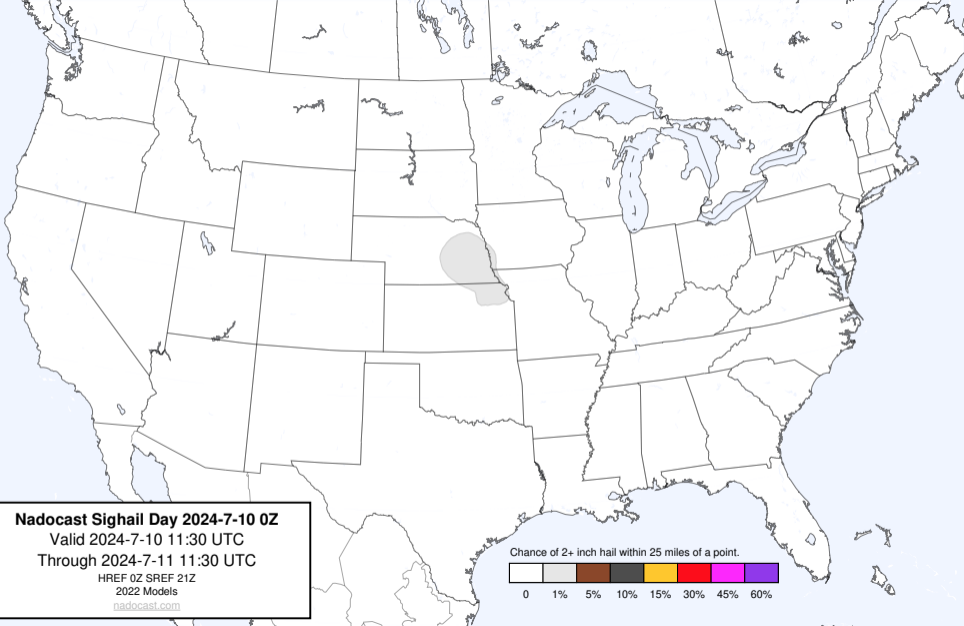 Nadocast Sighail Day 2024-7-10 0Z
Valid 2024-7-10 11:30 UTC
Through 2024-7-11 11:30 UTC
HREF 0Z SREF 21Z
2022 Models
nadocast.com
Chance of 2+ inch hail within 25 miles of a point.
0 1% 5% 10% 15% 30% 45% 60%